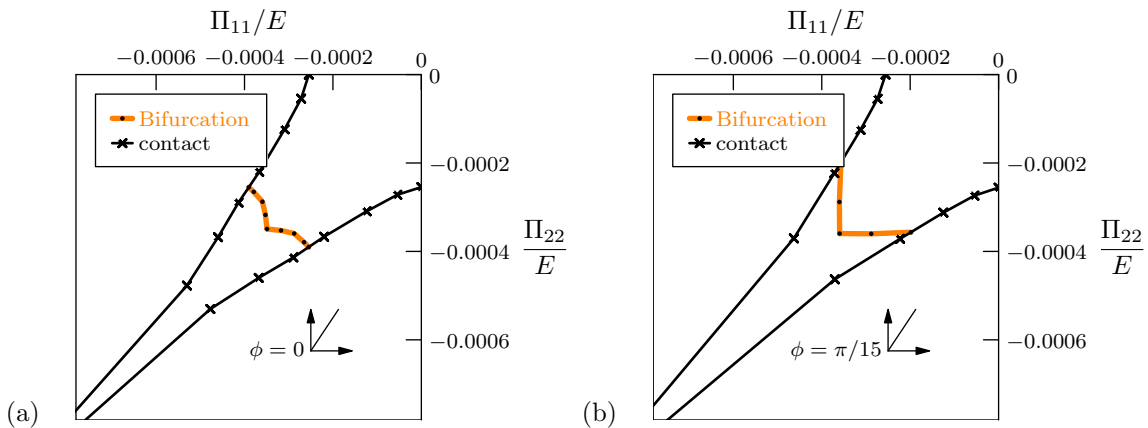 Π11/E
−0.0006 −0.0004 −0.0002 0
0
Bifurcation
contact
−0.0002
−0.0004
Π22
E
−0.0006
ϕ = 0
(a)
Π11/E
−0.0006 −0.0004 −0.0002 0
0
Bifurcation
contact
−0.0002
−0.0004
Π22
E
−0.0006
ϕ = π/15
(b)